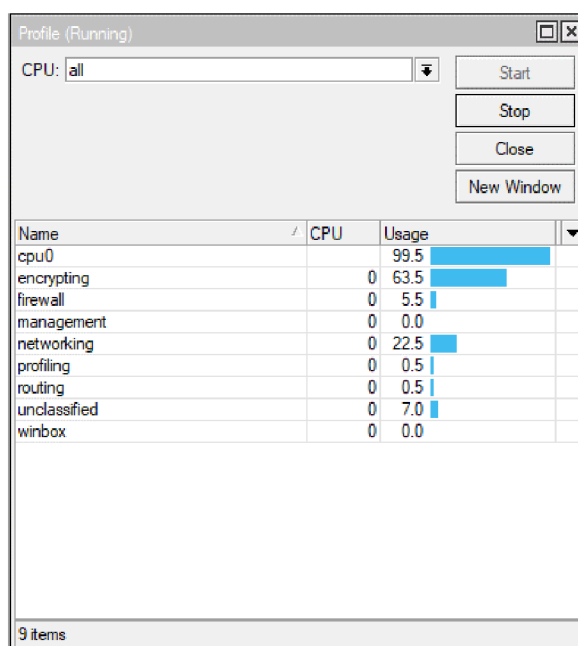 Profile (Running)
CPU: all
Start
Stop
Close
New Window
Name CPU Usage
cpu0 99.5
encrypting 0 63.5
firewall 0 5.5
management 0 0.0
networking 0 22.5
profiling 0 0.5
routing 0 0.5
unclassified 0 7.0
winbox 0 0.0
9 items